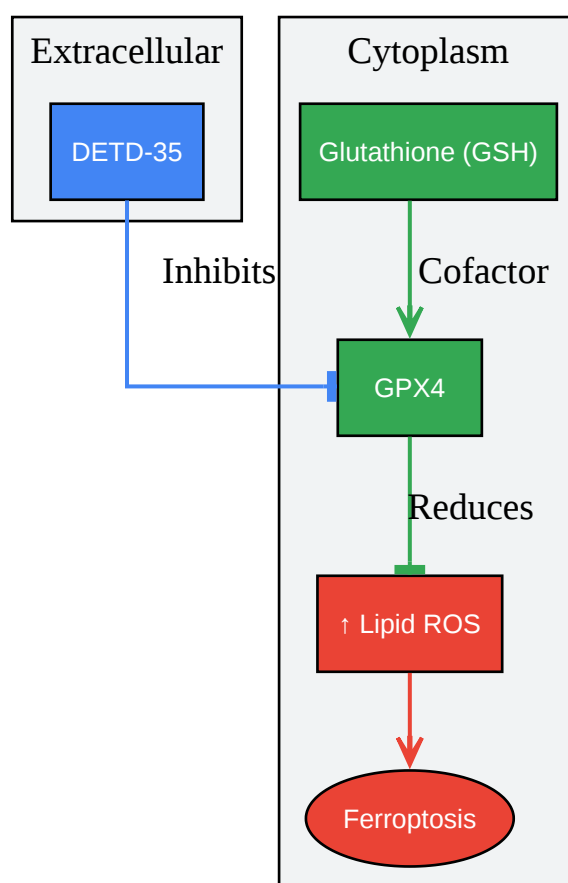 Extracellular
Cytoplasm
DETD-35
Glutathione (GSH)
Inhibits
Cofactor
GPX4
Reduces
↑ Lipid ROS
Ferroptosis